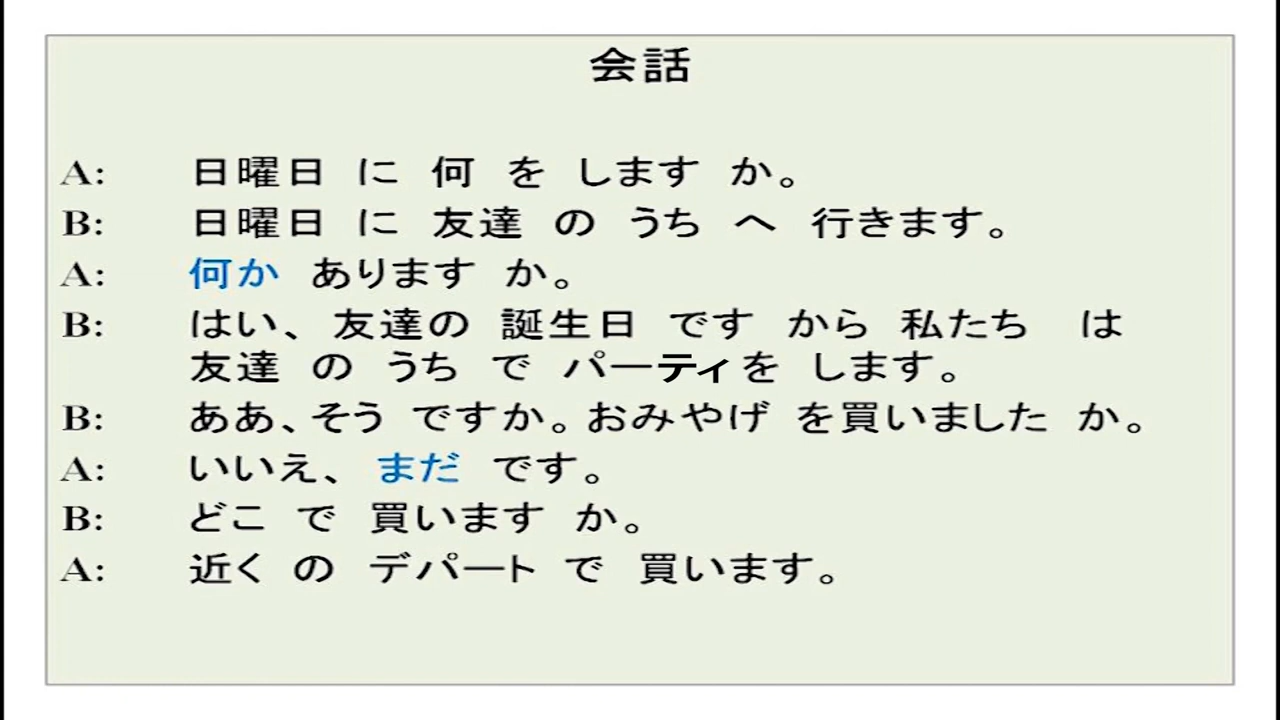 会話
A: 日曜日 に 何 を します か。
B: 日曜日 に 友達 の うち へ 行きます。
A: 何か あります か。
B: はい、 友達の 誕生日 です から 私たち は
友達 の うち で パーティを します。
B: ああ、そう ですか。おみやげ を買いました か。
A: いいえ、 まだ です。
B: どこ で 買います か。
A: 近く の デパート で 買います。